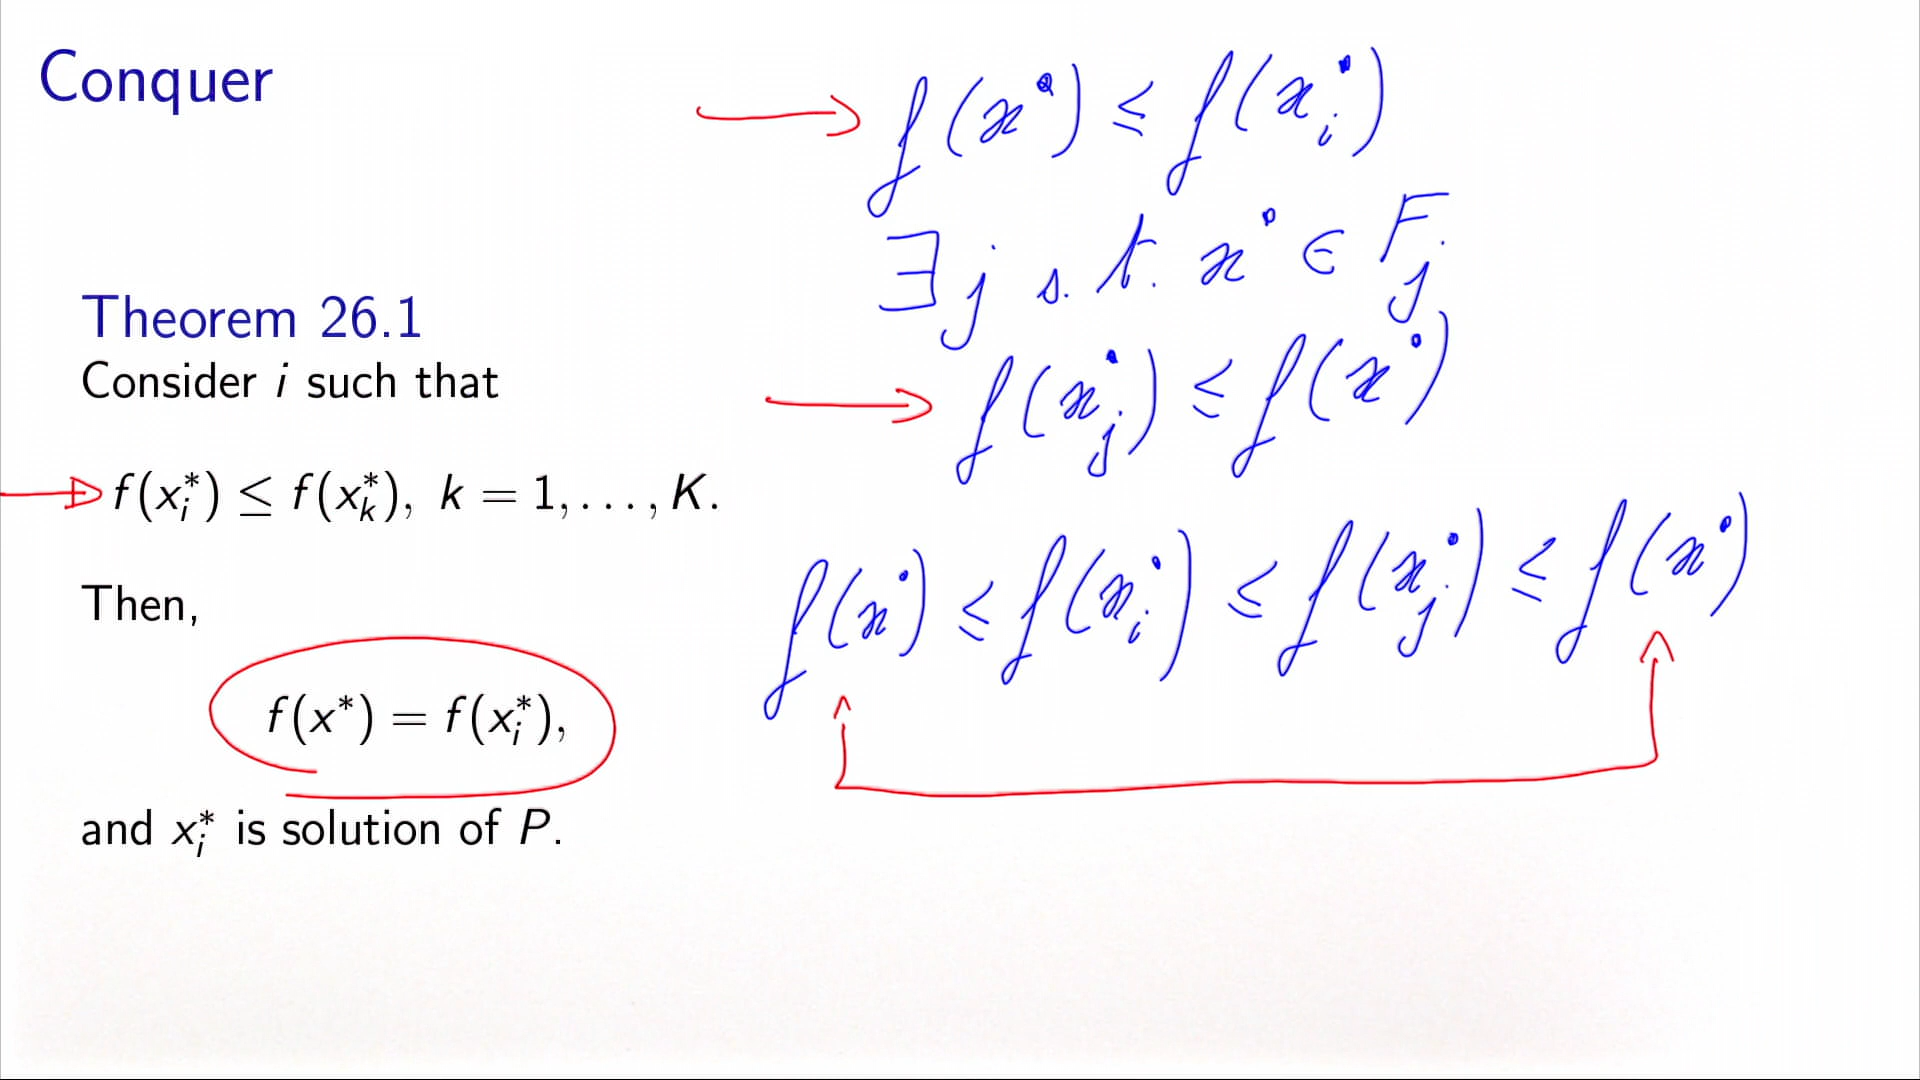 Conquer
Theorem 26.1
Consider i such that
f(x_i^*) ≤ f(x_k^*), k = 1, . . . , K.
Then,
f(x^*) = f(x_i^*),
and x_i^* is solution of P.
f(x^*) ≤ f(x_i^*)
∃ j s.t. x^* ∈ F_j
f(x_j^*) ≤ f(x^*)
f(x^*) ≤ f(x_i^*) ≤ f(x_j^*) ≤ f(x^*)